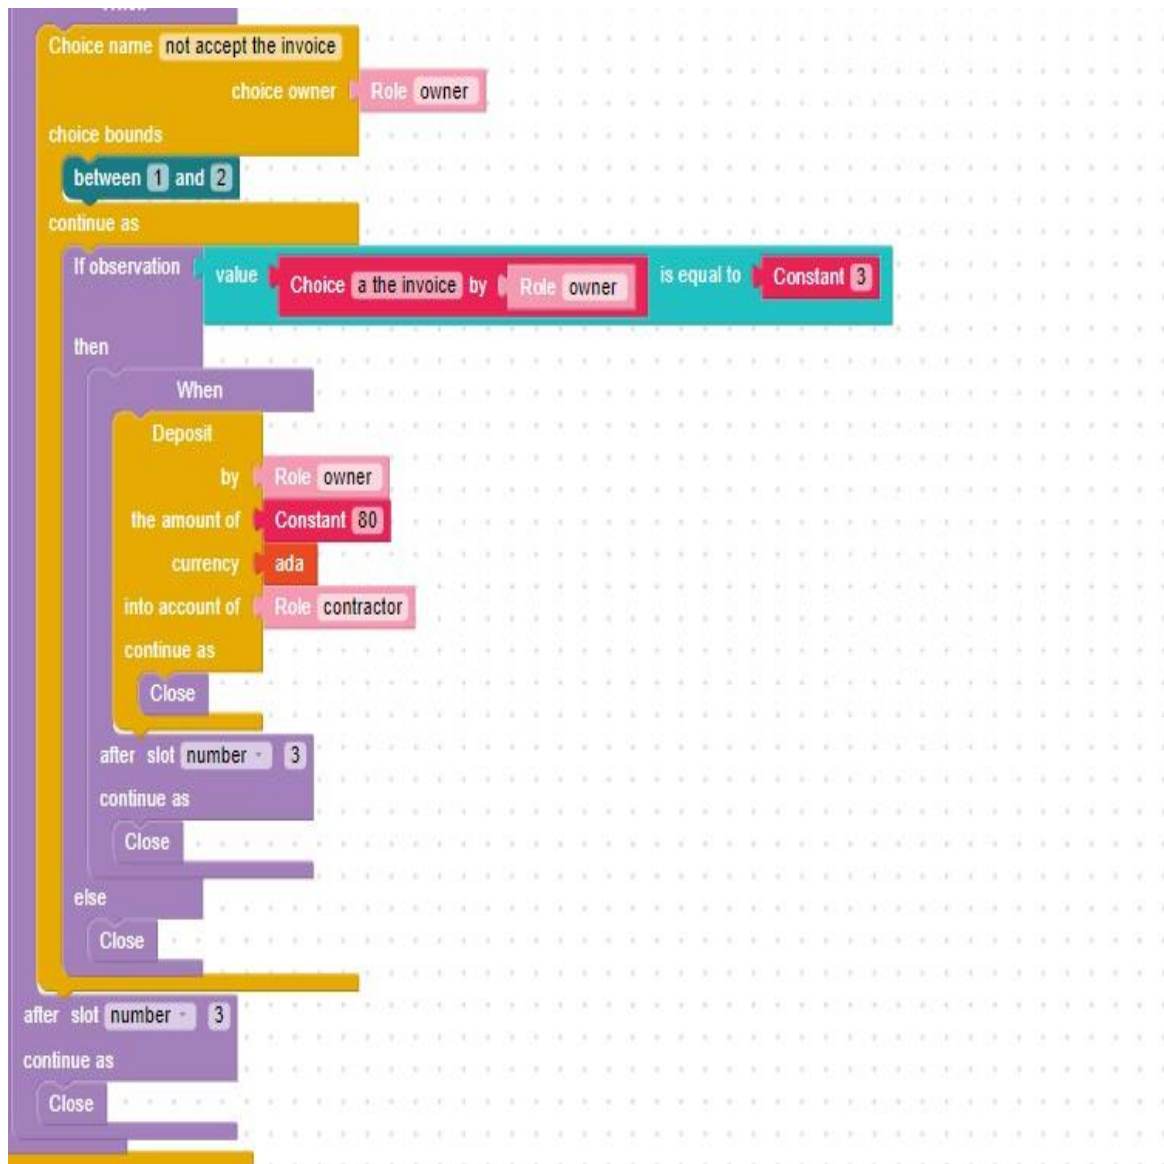 When
Choice name not accept the invoice
choice owner Role owner
choice bounds
between 1 and 2
continue as
If observation value Choice a the invoice by Role owner is equal to Constant 3
then
When
Deposit
by Role owner
the amount of Constant 80
currency ada
into account of Role contractor
continue as
Close
after slot number 3
continue as
Close
else
Close
after slot number 3
continue as
Close